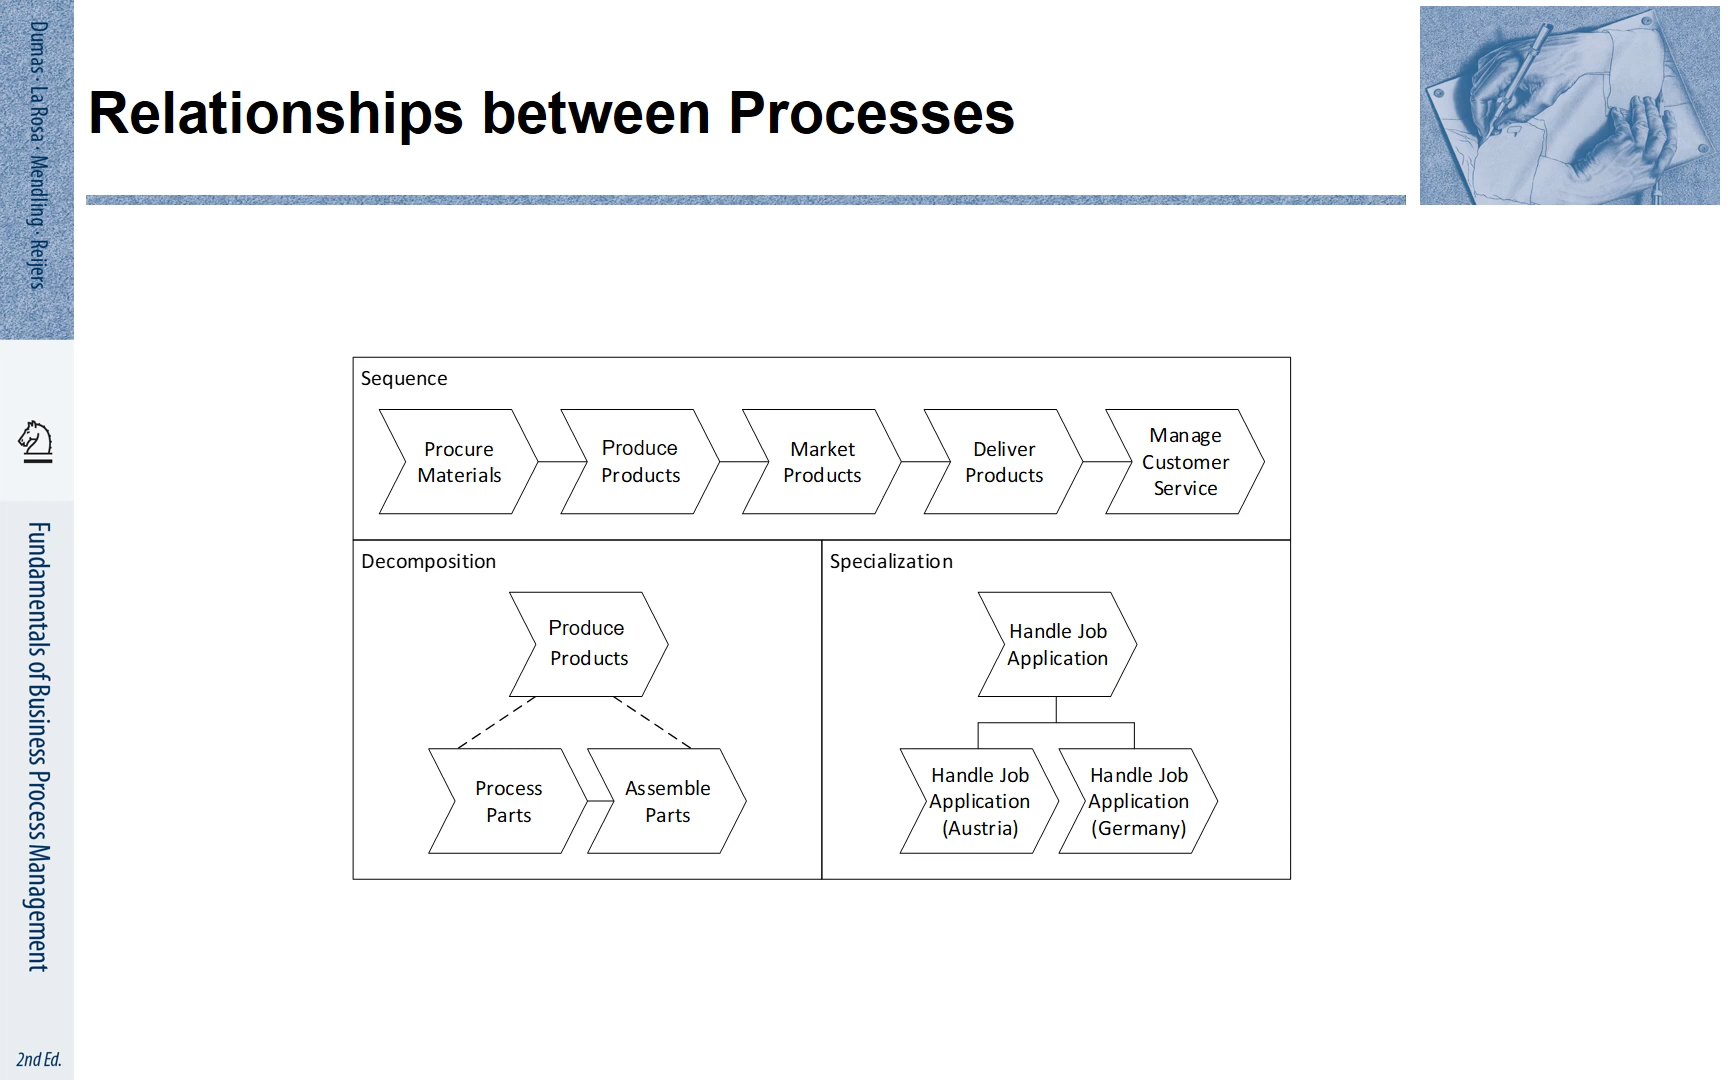 Dumas · La Rosa · Mendling · Reijers
Fundamentals of Business Process Management
2nd Ed.
Relationships between Processes
Sequence
Procure
Materials
Produce
Products
Market
Products
Deliver
Products
Manage
Customer
Service
Decomposition
Produce
Products
Process
Parts
Assemble
Parts
Specialization
Handle Job
Application
Handle Job
Application
(Austria)
Handle Job
Application
(Germany)